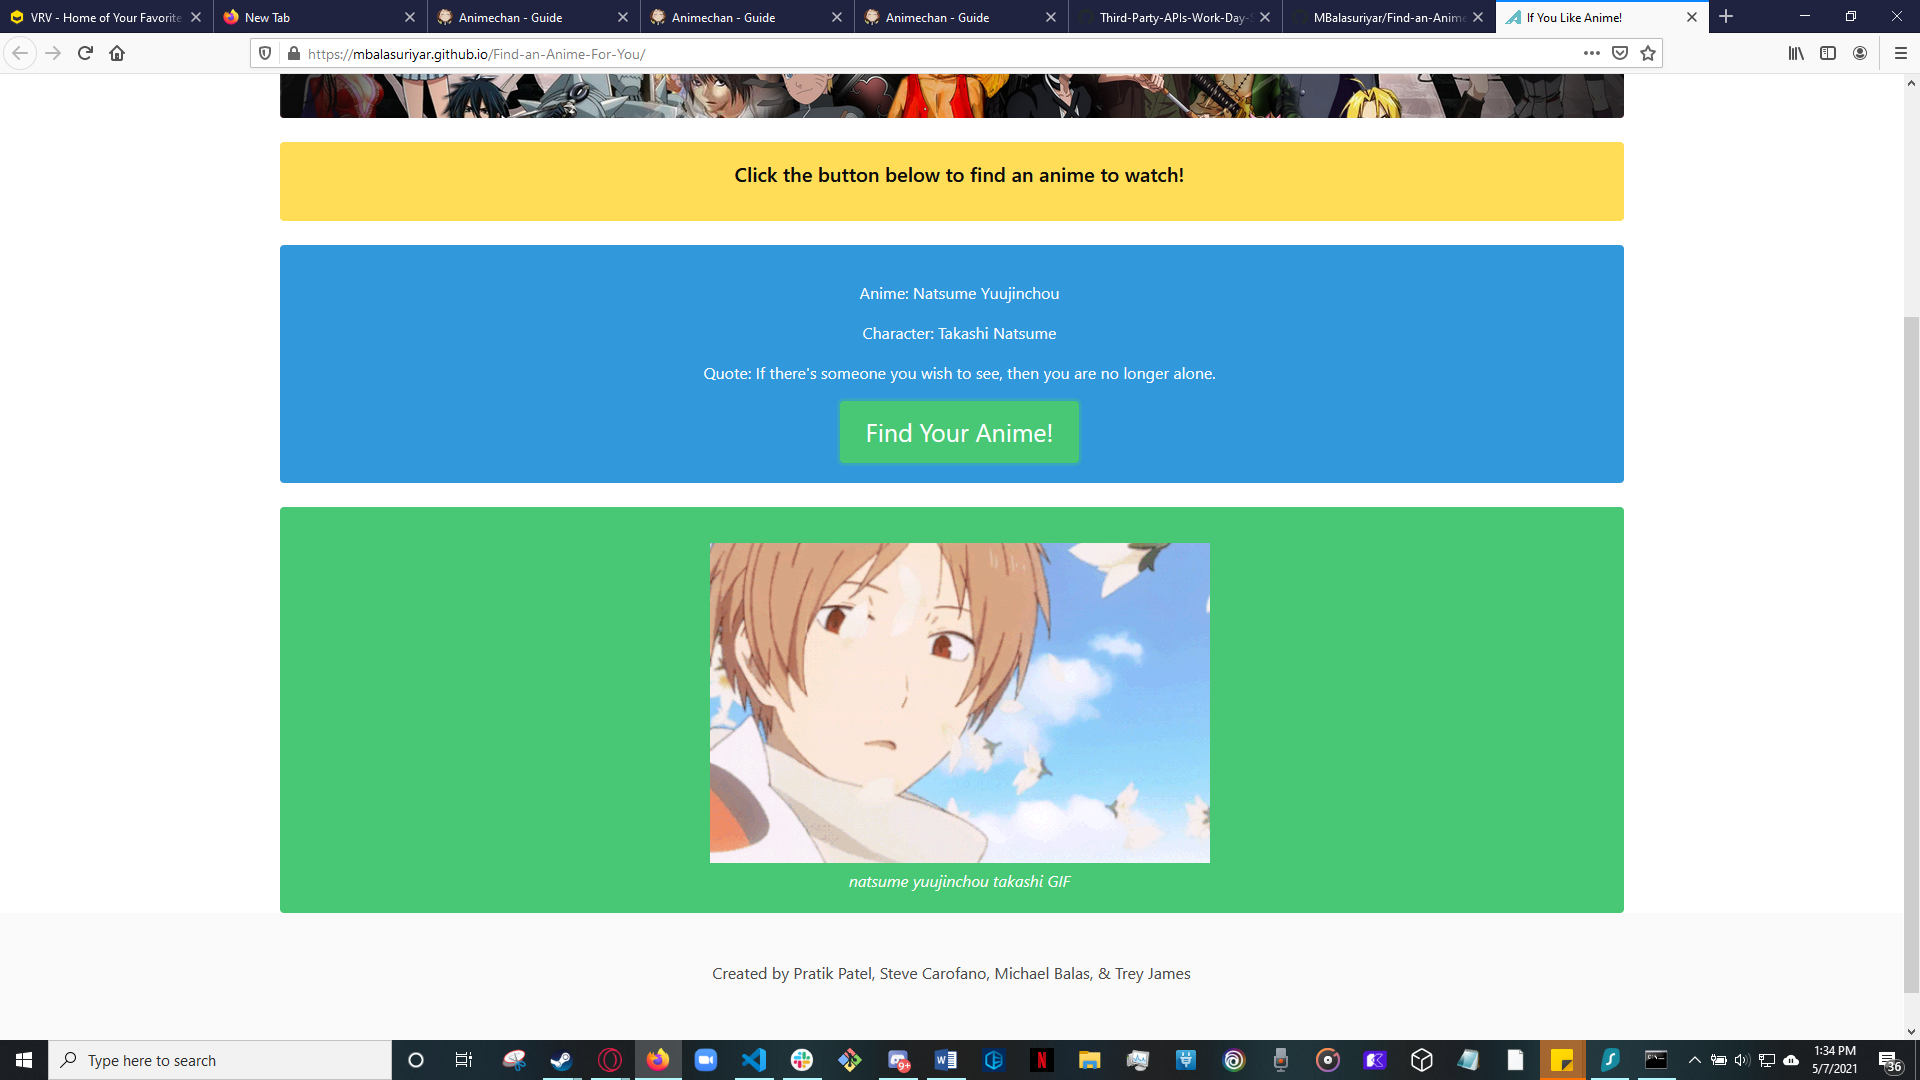 VRV - Home of Your Favorite
New Tab
Animechan - Guide
Animechan - Guide
Animechan - Guide
Third-Party-APIs-Work-Day-S
MBalasuriyar/Find-an-Anime
If You Like Anime!
https://mbalasuriyar.github.io/Find-an-Anime-For-You/
Click the button below to find an anime to watch!
Anime: Natsume Yuujinchou
Character: Takashi Natsume
Quote: If there's someone you wish to see, then you are no longer alone.
Find Your Anime!
natsume yuujinchou takashi GIF
Created by Pratik Patel, Steve Carofano, Michael Balas, & Trey James
Type here to search
9+
1:34 PM
5/7/2021
36